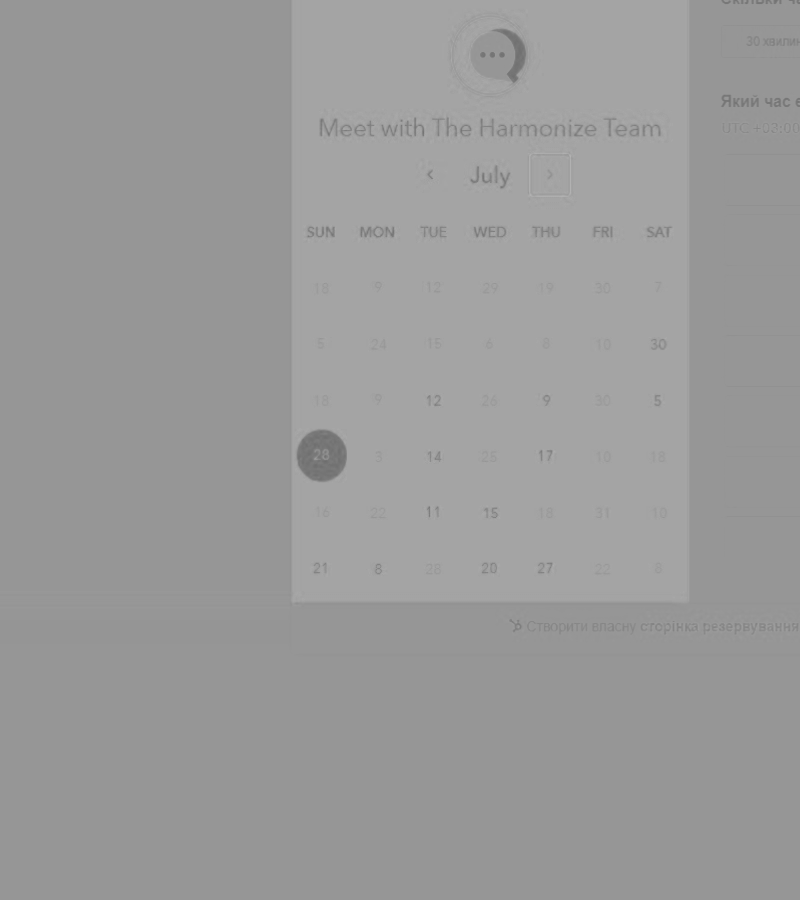 Скільки ча
30 хвилин
Який час є
UTC +03:00
Meet with The Harmonize Team
July
SUN MON TUE WED THU FRI SAT
18 9 12 29 19 30 7
5 24 15 6 8 10 30
18 9 12 26 9 30 5
28 3 14 25 17 10 18
16 22 11 15 18 31 10
21 8 28 20 27 22 8
Створити власну сторінка резервування